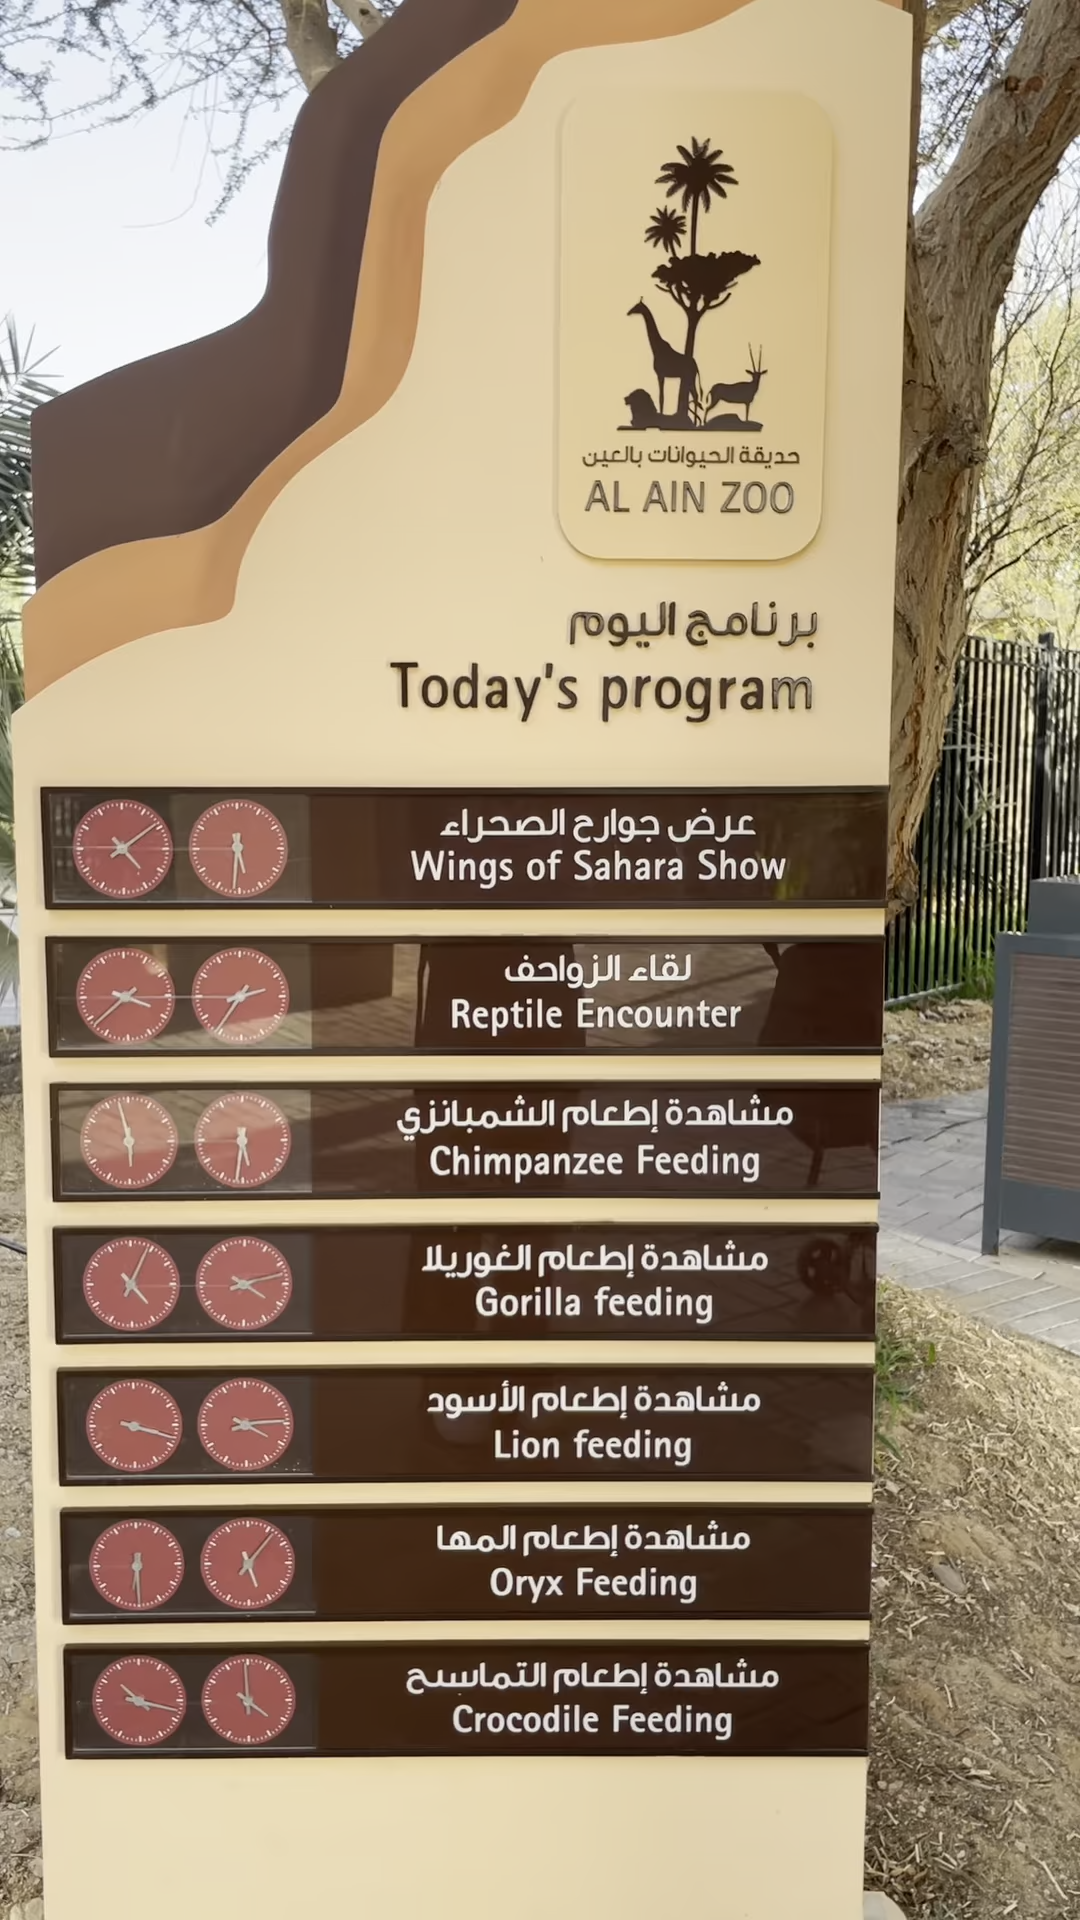 حديقة الحيوانات بالعين
AL AIN ZOO
برنامج اليوم
Today's program
عرض جوارح الصحراء
Wings of Sahara Show
لقاء الزواحف
Reptile Encounter
مشاهدة إطعام الشمبانزي
Chimpanzee Feeding
مشاهدة إطعام الغوريلا
Gorilla feeding
مشاهدة إطعام الأسود
Lion feeding
مشاهدة إطعام المها
Oryx Feeding
مشاهدة إطعام التماسيح
Crocodile Feeding